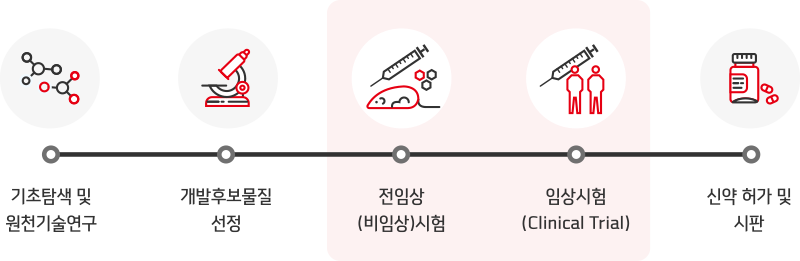 기초탐색 및
원천기술연구
개발후보물질
선정
전임상
(비임상)시험
임상시험
(Clinical Trial)
신약 허가 및
시판